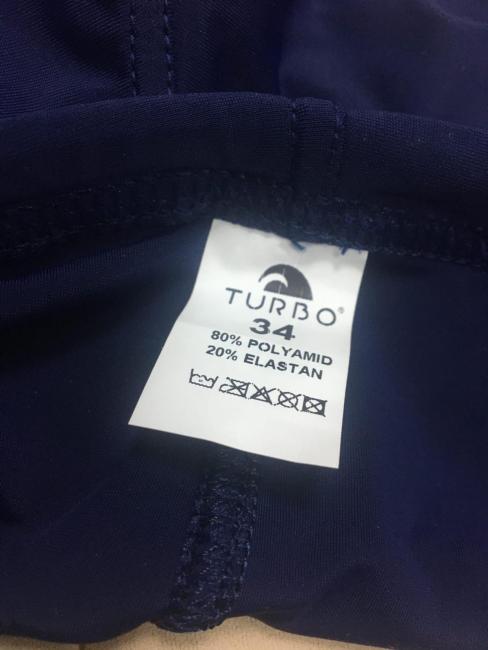 TURBO®
34
80% POLYAMID
20% ELASTAN